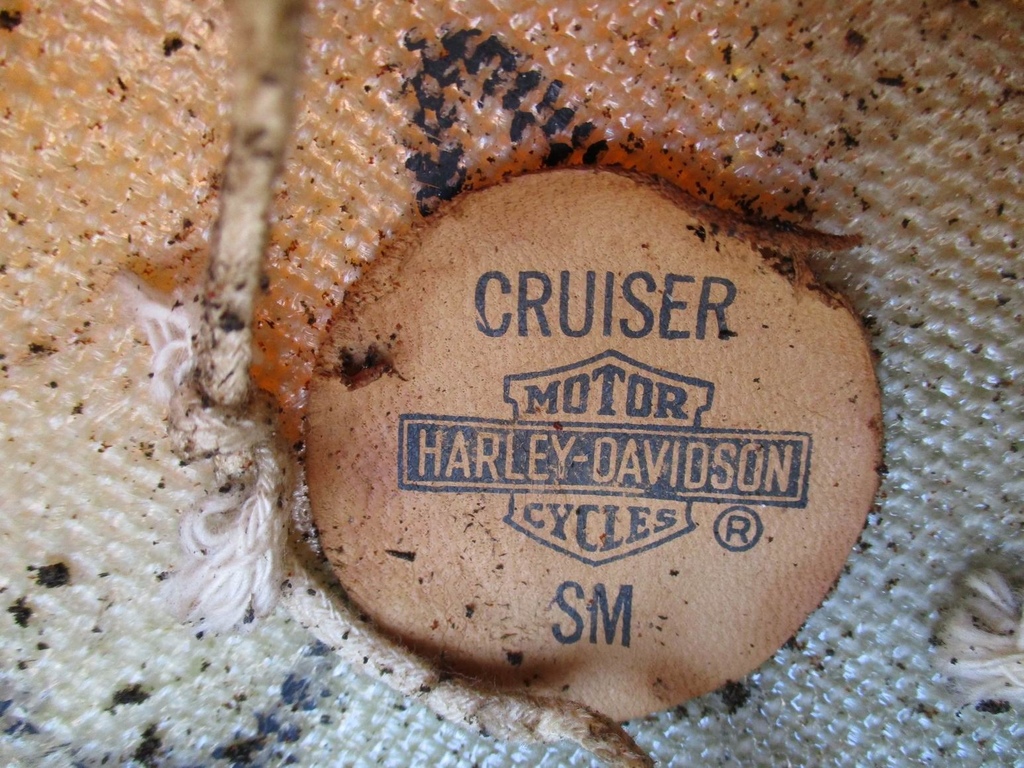 CRUISER
MOTOR
HARLEY-DAVIDSON
CYCLES ®
SM